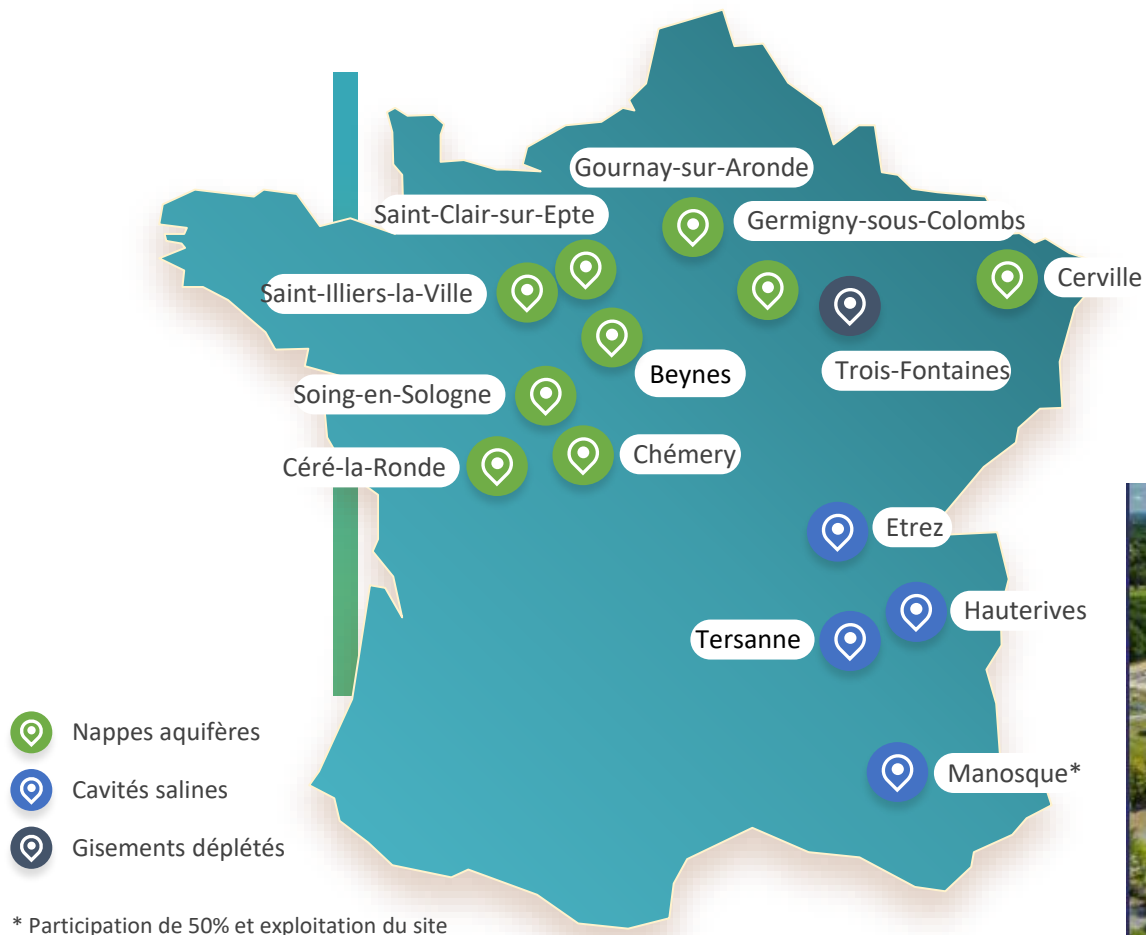 Gournay-sur-Aronde
Saint-Clair-sur-Epte
Germigny-sous-Colombs
Cerville
Saint-Illiers-la-Ville
Beynes
Trois-Fontaines
Soing-en-Sologne
Chémery
Céré-la-Ronde
Etrez
Hauterives
Tersanne
Nappes aquifères
Manosque*
Cavités salines
Gisements déplétés
* Participation de 50% et exploitation du site